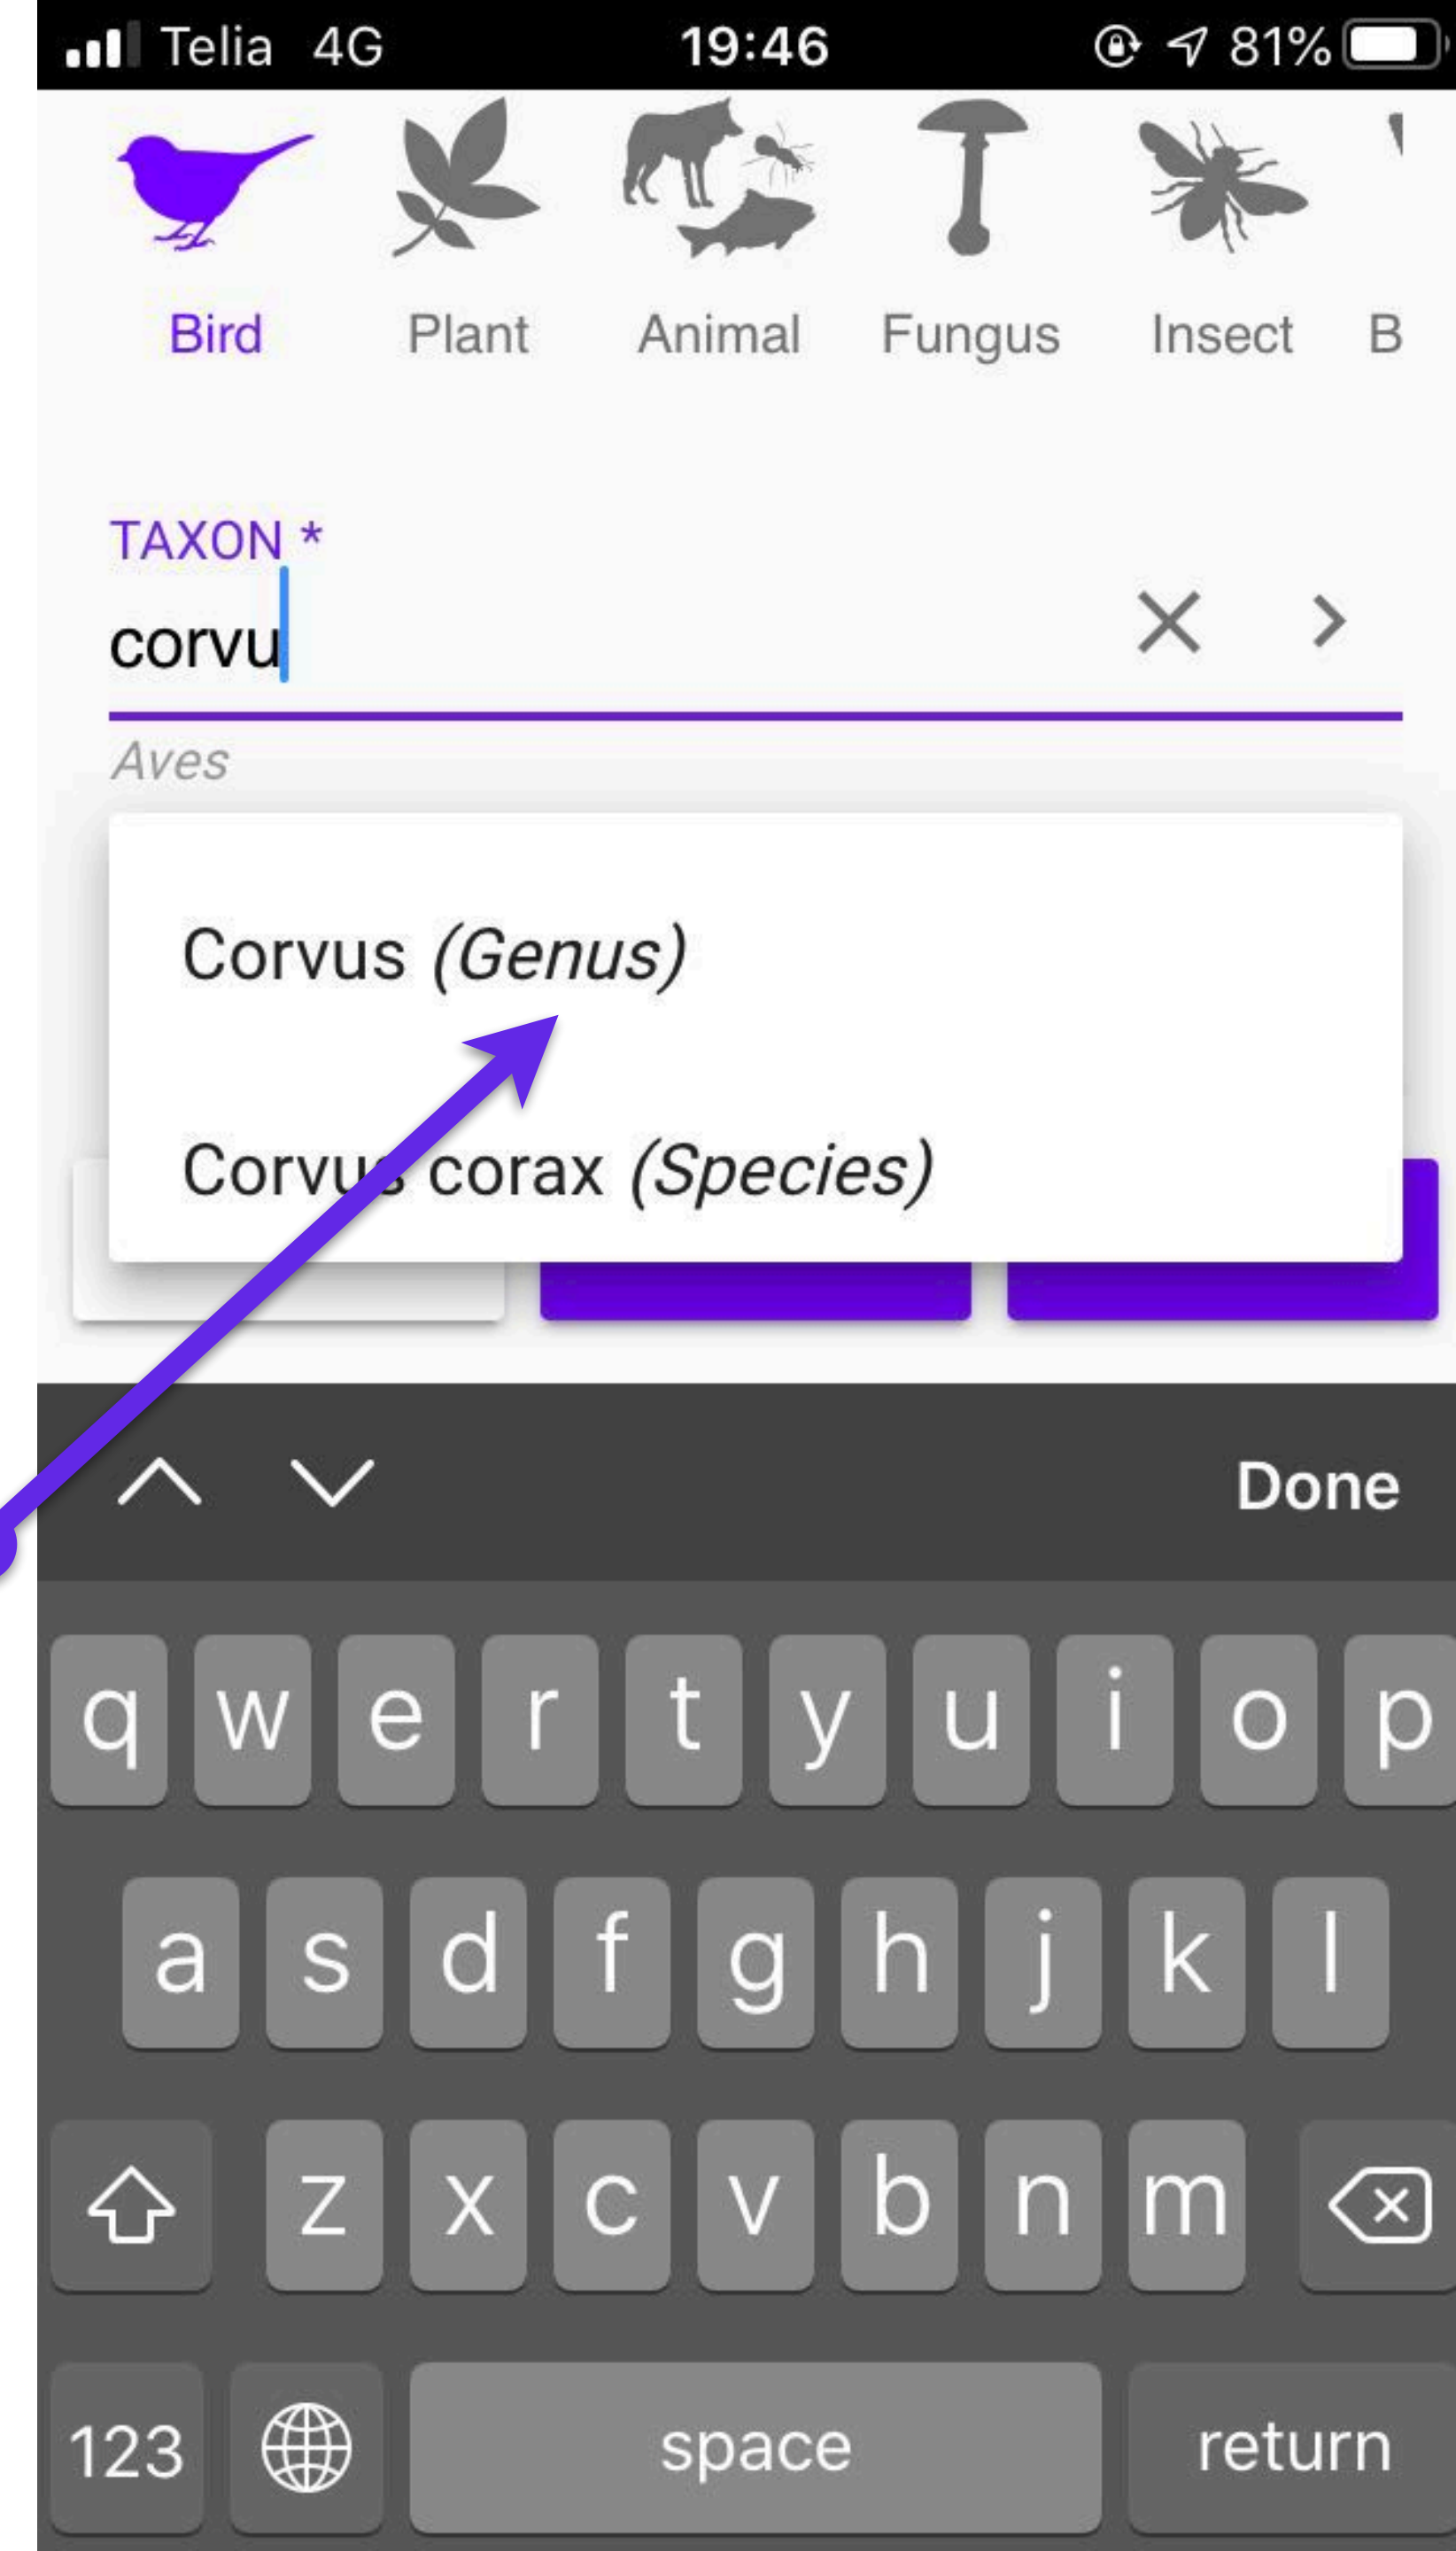 Telia 4G 19:46 81%
Bird Plant Animal Fungus Insect B
TAXON *
corvu
Aves
Corvus (Genus)
Corvus corax (Species)
Done
q w e r t y u i o p
a s d f g h j k l
z x c v b n m
123 space return